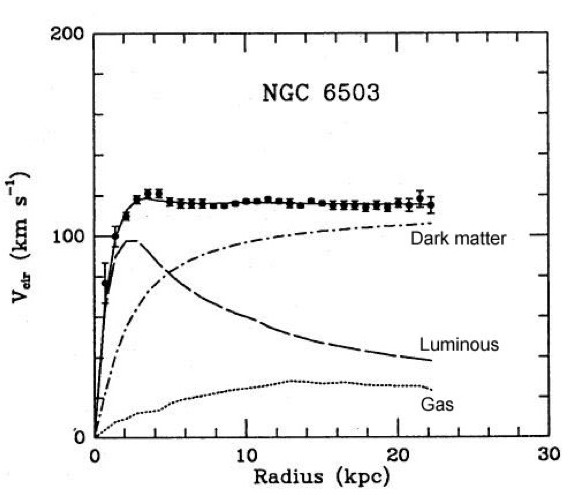 200
NGC 6503
V_cir (km s⁻¹)
100
Dark matter
Luminous
Gas
0
0 10 20 30
Radius (kpc)